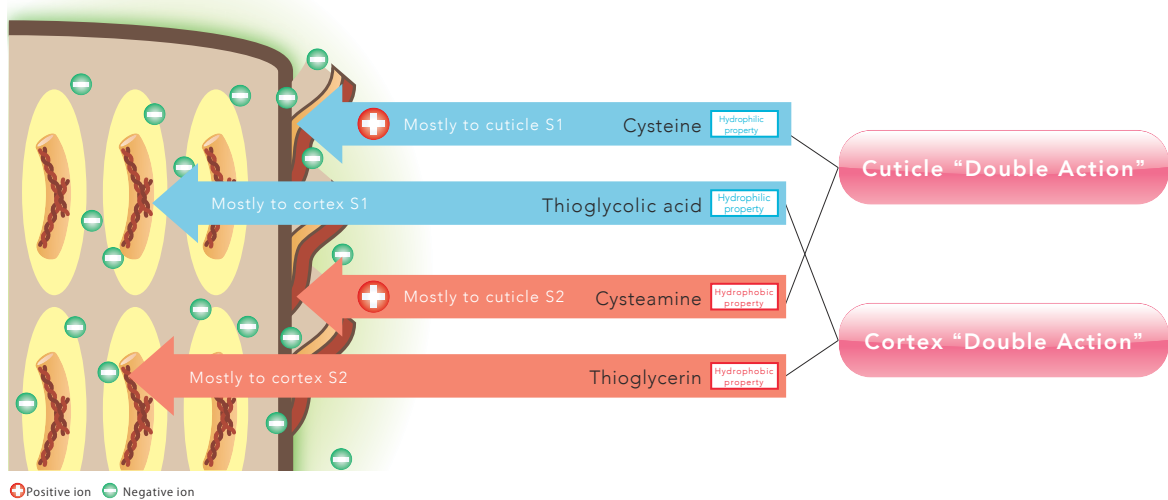 Mostly to cuticle S1
Cysteine
Hydrophilic
property
Cuticle “Double Action”
Mostly to cortex S1
Thioglycolic acid
Hydrophilic
property
Mostly to cuticle S2
Cysteamine
Hydrophobic
property
Cortex “Double Action”
Mostly to cortex S2
Thioglycerin
Hydrophobic
property
Positive ion
Negative ion